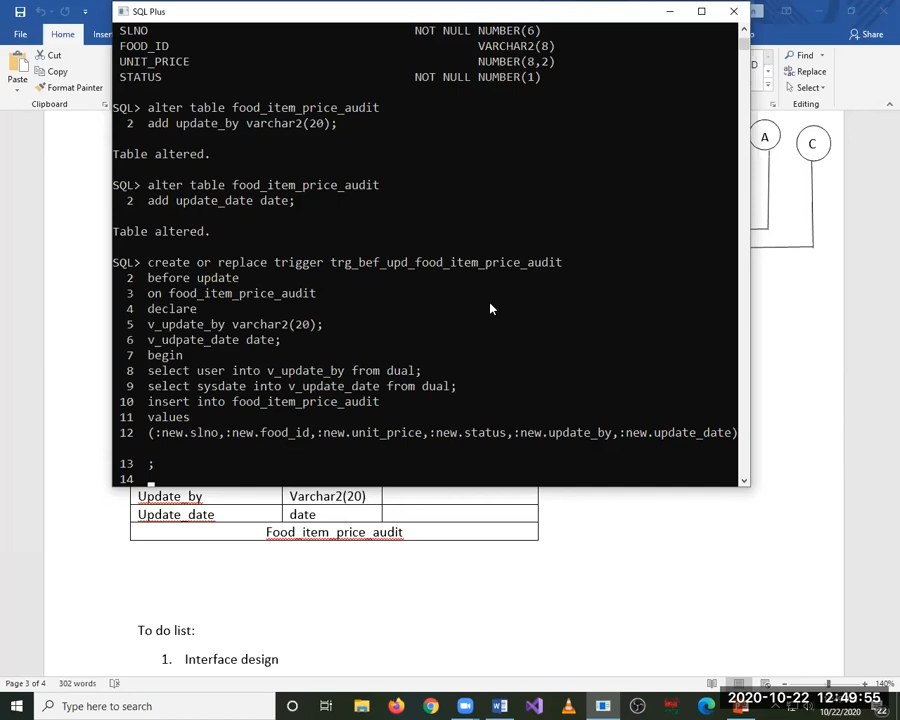 SQL Plus
File
Home
Inser
Share
Cut
Copy
Format Painter
Paste
Clipboard
Find
Replace
Select
Editing
D
SLNO NOT NULL NUMBER(6)
FOOD_ID VARCHAR2(8)
UNIT_PRICE NUMBER(8,2)
STATUS NOT NULL NUMBER(1)
SQL> alter table food_item_price_audit
2 add update_by varchar2(20);
Table altered.
SQL> alter table food_item_price_audit
2 add update_date date;
Table altered.
SQL> create or replace trigger trg_bef_upd_food_item_price_audit
2 before update
3 on food_item_price_audit
4 declare
5 v_update_by varchar2(20);
6 v_udpate_date date;
7 begin
8 select user into v_update_by from dual;
9 select sysdate into v_update_date from dual;
10 insert into food_item_price_audit
11 values
12 (:new.slno,:new.food_id,:new.unit_price,:new.status,:new.update_by,:new.update_date)
13 ;
14
A
C
Update_by Varchar2(20)
Update_date date
Food_item_price_audit
To do list:
1. Interface design
Page 3 of 4 302 words
140%
Type here to search
2020-10-22 12:49:55
10/22/2020
22